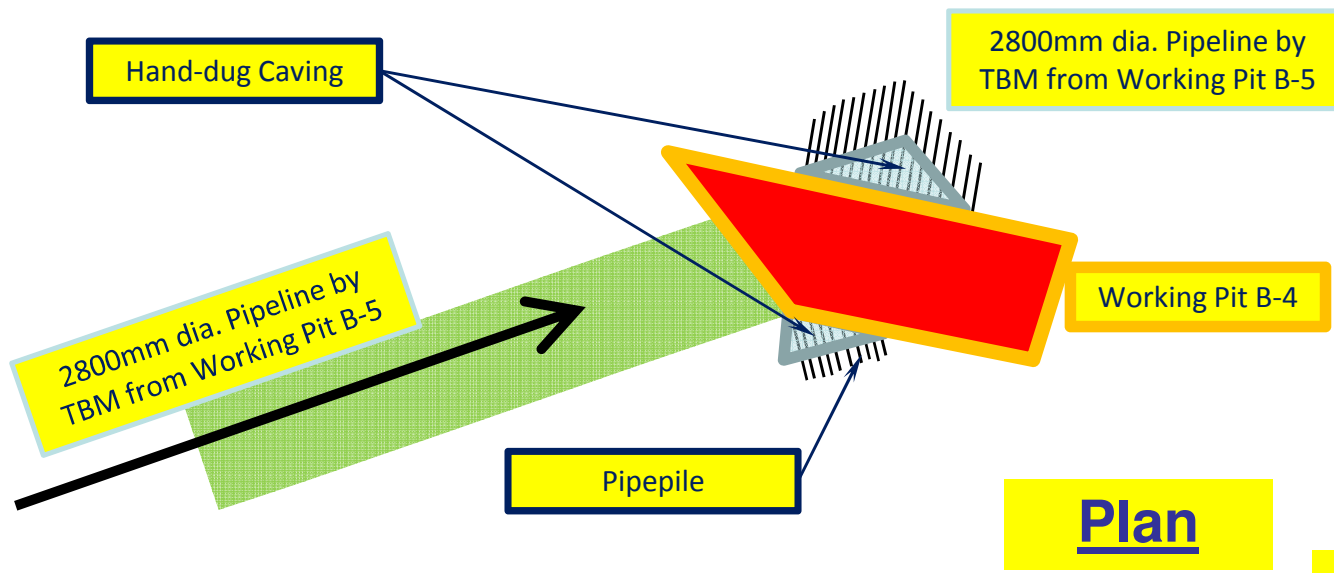 Hand-dug Caving
2800mm dia. Pipeline by
TBM from Working Pit B-5
2800mm dia. Pipeline by
TBM from Working Pit B-5
Working Pit B-4
Pipepile
Plan